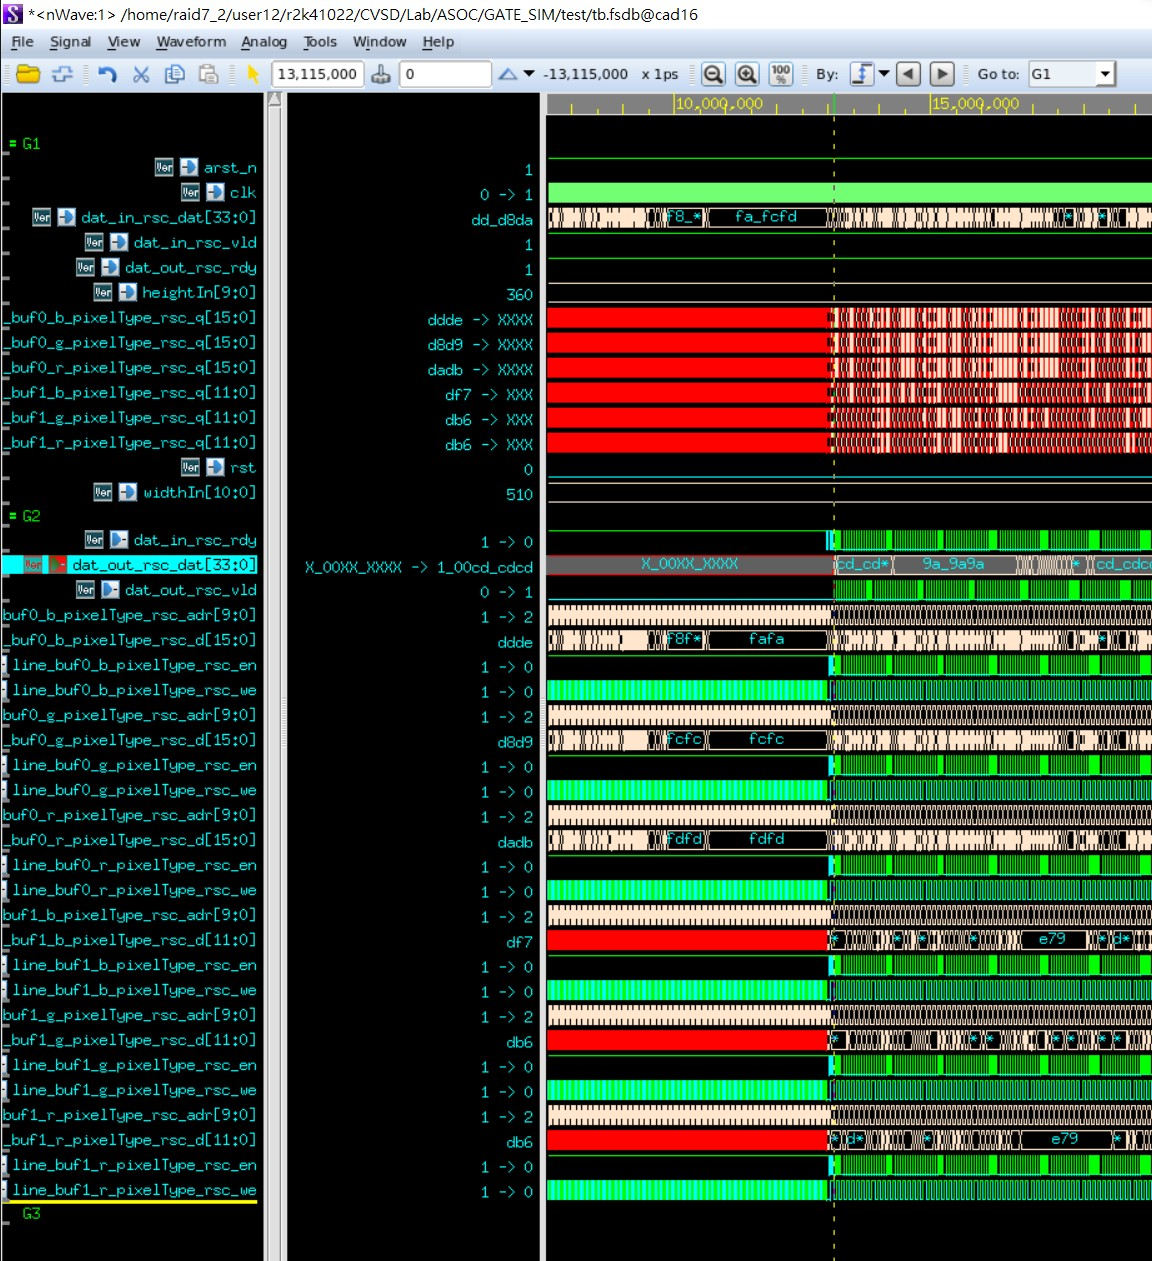 *<nWave:1> /home/raid7_2/user12/r2k41022/CVSD/Lab/ASOC/GATE_SIM/test/tb.fsdb@cad16
File Signal View Waveform Analog Tools Window Help
13,115,000 0 -13,115,000 x 1ps 100 % By: Go to: G1
10,000,000 15,000,000
G1
arst_n 1
clk 0 -> 1
dat_in_rsc_dat[33:0] dd_d8da f8_* fa_fcfd * *
dat_in_rsc_vld 1
dat_out_rsc_rdy 1
heightIn[9:0] 360
_buf0_b_pixelType_rsc_q[15:0] ddde -> XXXX
_buf0_g_pixelType_rsc_q[15:0] d8d9 -> XXXX
_buf0_r_pixelType_rsc_q[15:0] dadb -> XXXX
_buf1_b_pixelType_rsc_q[11:0] df7 -> XXX
_buf1_g_pixelType_rsc_q[11:0] db6 -> XXX
_buf1_r_pixelType_rsc_q[11:0] db6 -> XXX
rst 0
widthIn[10:0] 510
G2
dat_in_rsc_rdy 1 -> 0
dat_out_rsc_dat[33:0] X_00XX_XXXX -> 1_00cd_cdcd X_00XX_XXXX cd_cd* 9a_9a9a * cd_cdcc
dat_out_rsc_vld 0 -> 1
buf0_b_pixelType_rsc_adr[9:0] 1 -> 2
_buf0_b_pixelType_rsc_d[15:0] ddde f8f* fafa *
line_buf0_b_pixelType_rsc_en 1 -> 0
line_buf0_b_pixelType_rsc_we 1 -> 0
buf0_g_pixelType_rsc_adr[9:0] 1 -> 2
_buf0_g_pixelType_rsc_d[15:0] d8d9 fcfc fcfc
line_buf0_g_pixelType_rsc_en 1 -> 0
line_buf0_g_pixelType_rsc_we 1 -> 0
buf0_r_pixelType_rsc_adr[9:0] 1 -> 2
_buf0_r_pixelType_rsc_d[15:0] dadb fdfd fdfd
line_buf0_r_pixelType_rsc_en 1 -> 0
line_buf0_r_pixelType_rsc_we 1 -> 0
buf1_b_pixelType_rsc_adr[9:0] 1 -> 2
_buf1_b_pixelType_rsc_d[11:0] df7 * * * * e79 * d*
line_buf1_b_pixelType_rsc_en 1 -> 0
line_buf1_b_pixelType_rsc_we 1 -> 0
buf1_g_pixelType_rsc_adr[9:0] 1 -> 2
_buf1_g_pixelType_rsc_d[11:0] db6 * * * * * * *
line_buf1_g_pixelType_rsc_en 1 -> 0
line_buf1_g_pixelType_rsc_we 1 -> 0
buf1_r_pixelType_rsc_adr[9:0] 1 -> 2
_buf1_r_pixelType_rsc_d[11:0] db6 * d* * e79 *
line_buf1_r_pixelType_rsc_en 1 -> 0
line_buf1_r_pixelType_rsc_we 1 -> 0
G3